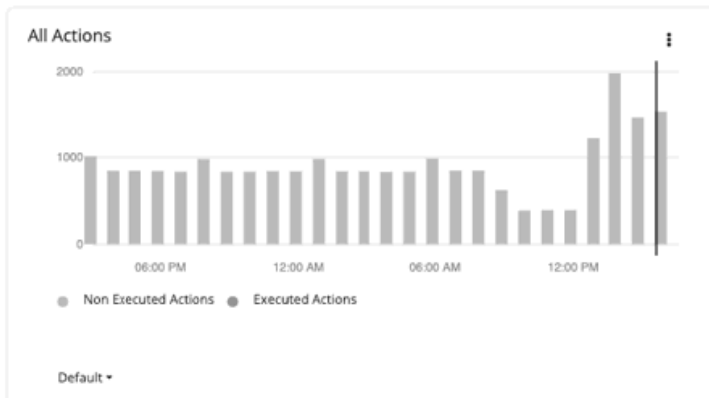 All Actions
2000
1000
0
06:00 PM 12:00 AM 06:00 AM 12:00 PM
Non Executed Actions Executed Actions
Default